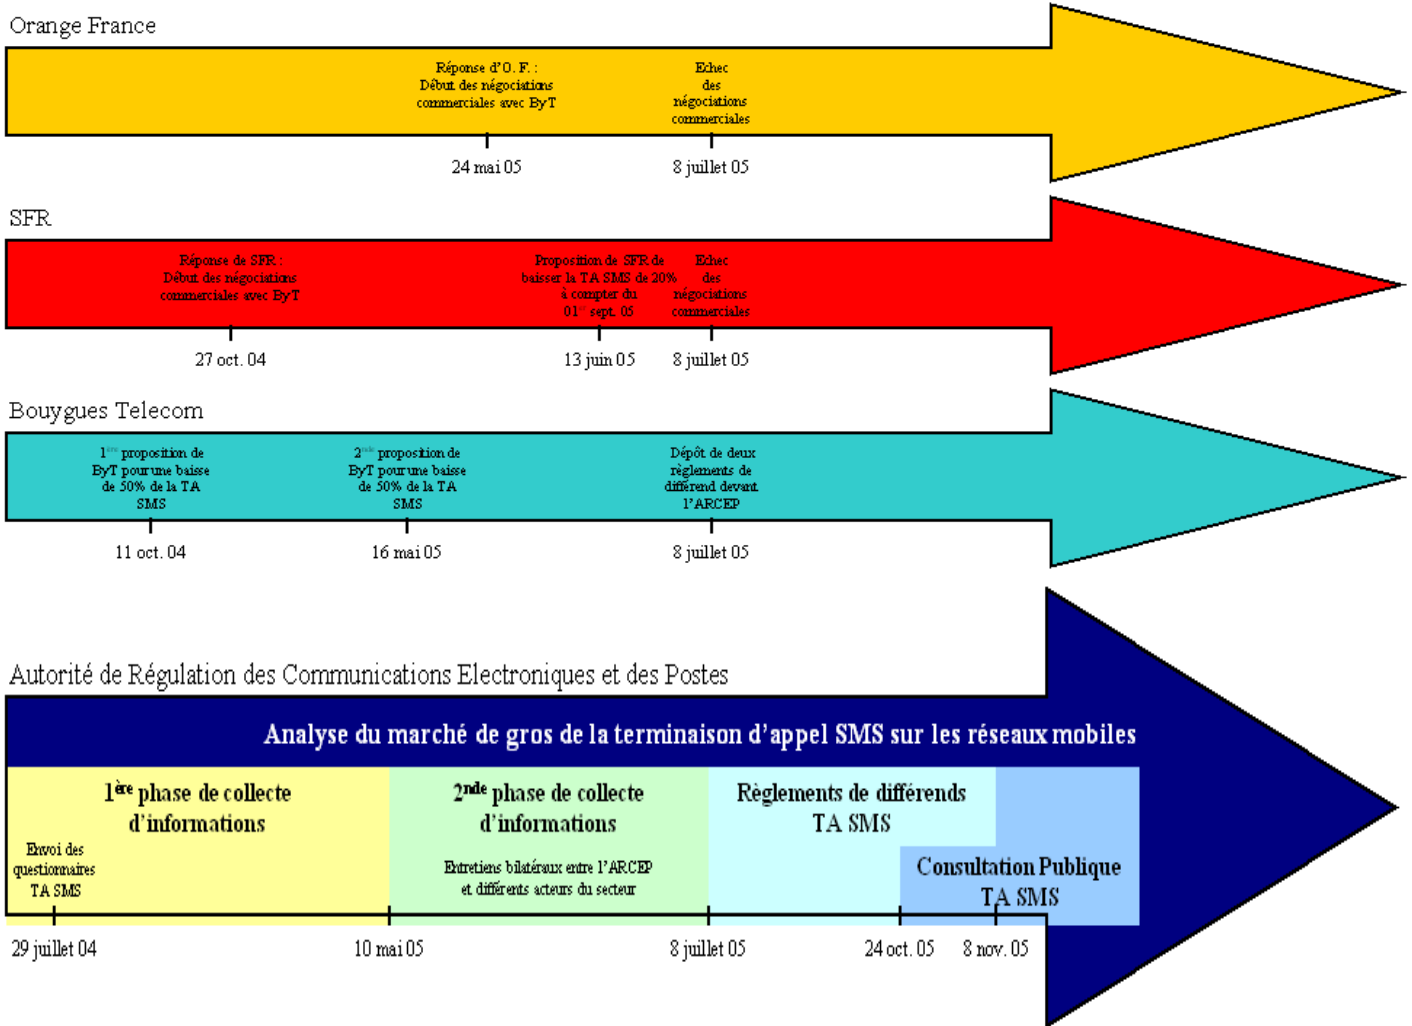 Orange France
Réponse d'O. F. :
Début des négociations
commerciales avec ByT
Echec
des
négociations
commerciales
24 mai 05
8 juillet 05
SFR
Réponse de SFR :
Début des négociations
commerciales avec ByT
Proposition de SFR de
baisser la TA SMS de 20%
à compter du
01er sept. 05
Echec
des
négociations
commerciales
27 oct. 04
13 juin 05
8 juillet 05
Bouygues Telecom
1ère proposition de
ByT pour une baisse
de 50% de la TA
SMS
2nde proposition de
ByT pour une baisse
de 50% de la TA
SMS
Dépôt de deux
règlements de
différend devant
l'ARCEP
11 oct. 04
16 mai 05
8 juillet 05
Autorité de Régulation des Communications Electroniques et des Postes
Analyse du marché de gros de la terminaison d'appel SMS sur les réseaux mobiles
1ère phase de collecte
d'informations
Envoi des
questionnaires
TA SMS
2nde phase de collecte
d'informations
Entretiens bilatéraux entre l'ARCEP
et différents acteurs du secteur
Règlements de différends
TA SMS
Consultation Publique
TA SMS
29 juillet 04
10 mai 05
8 juillet 05
24 oct. 05
8 nov. 05